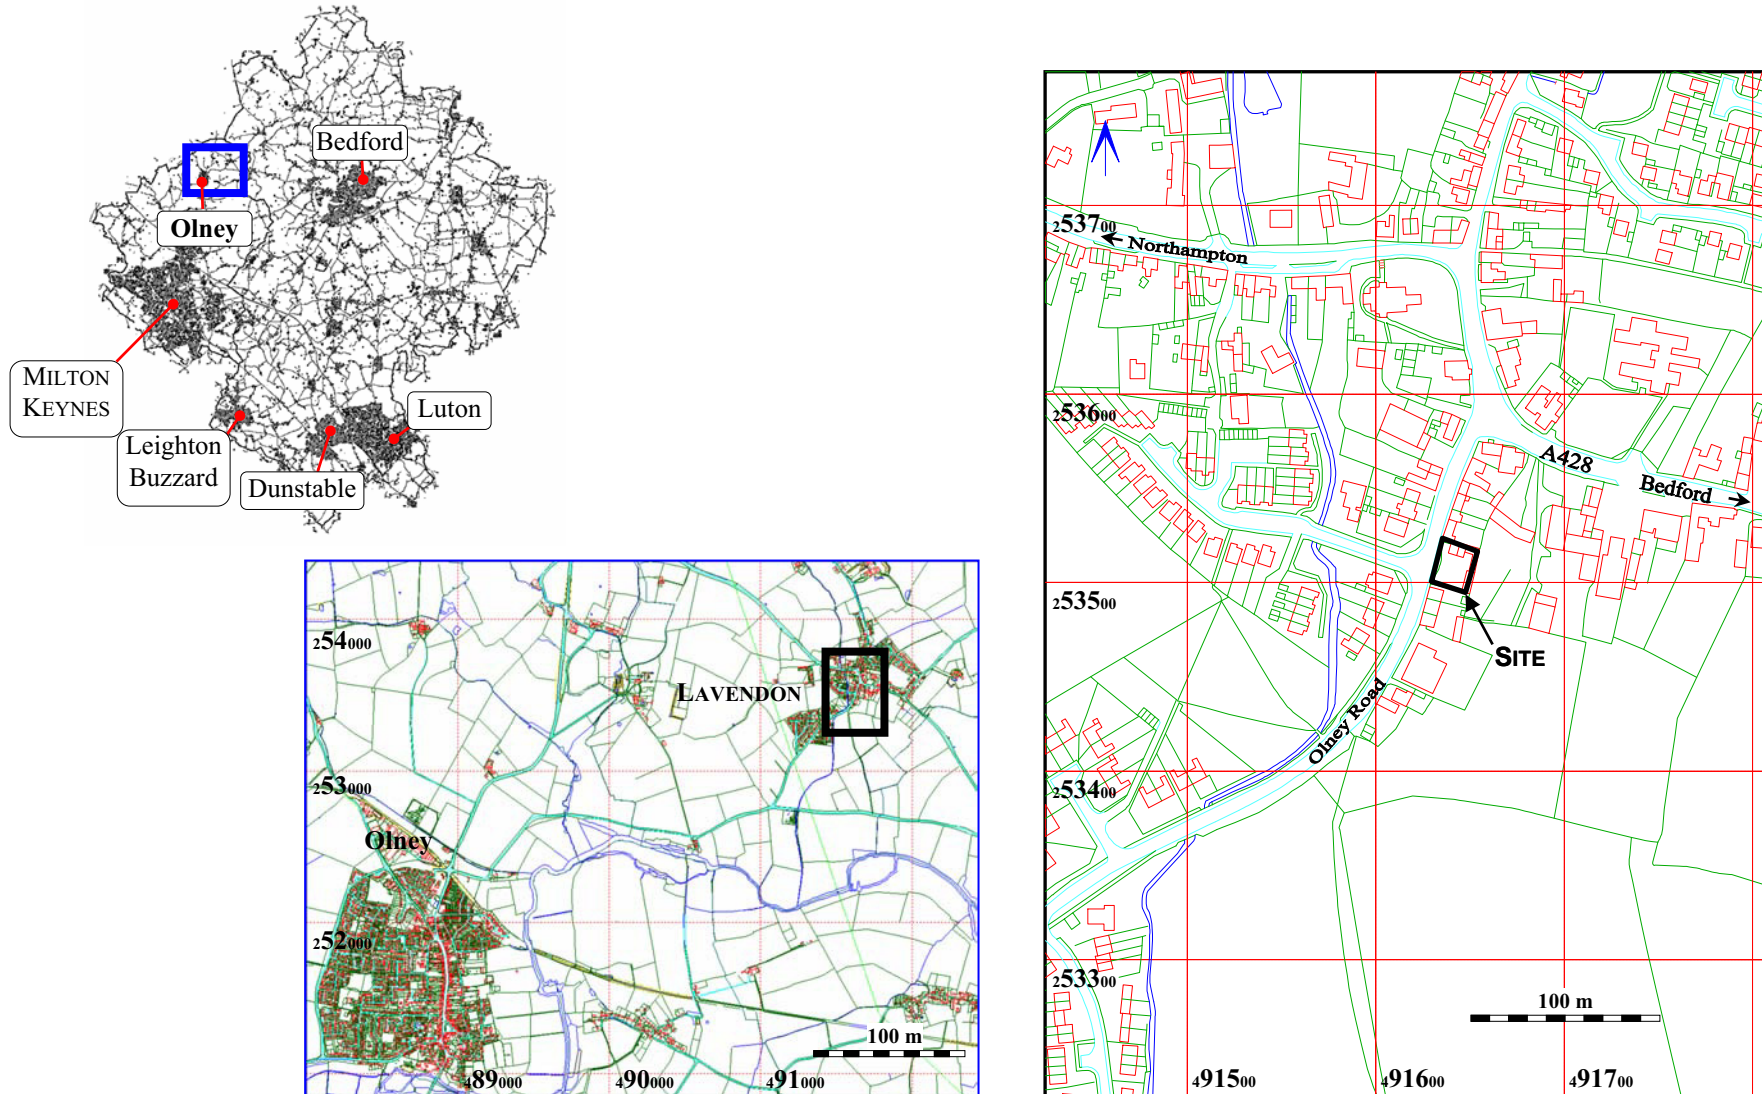 Bedford
Olney
MILTON
KEYNES
Leighton
Buzzard
Dunstable
Luton
254000
LAVENDON
253000
Olney
252000
100 m
489000
490000
491000
253700
Northampton
253600
A428
Bedford
253500
SITE
Olney Road
253400
253300
100 m
491500
491600
491700